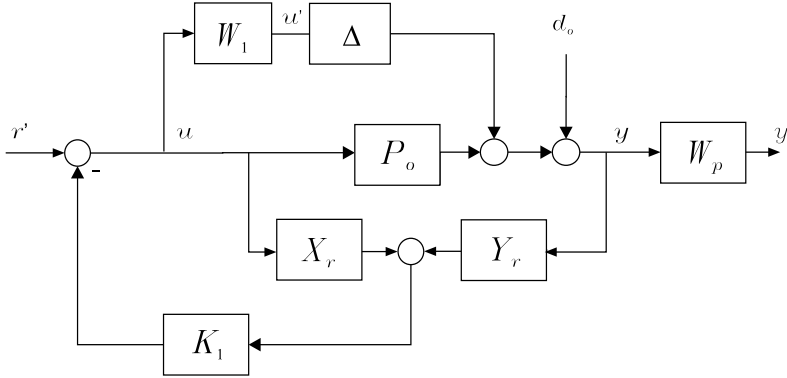 W₁ u' Δ dₒ
r' u Pₒ y Wₚ y
- 
Xᵣ Yᵣ
K₁